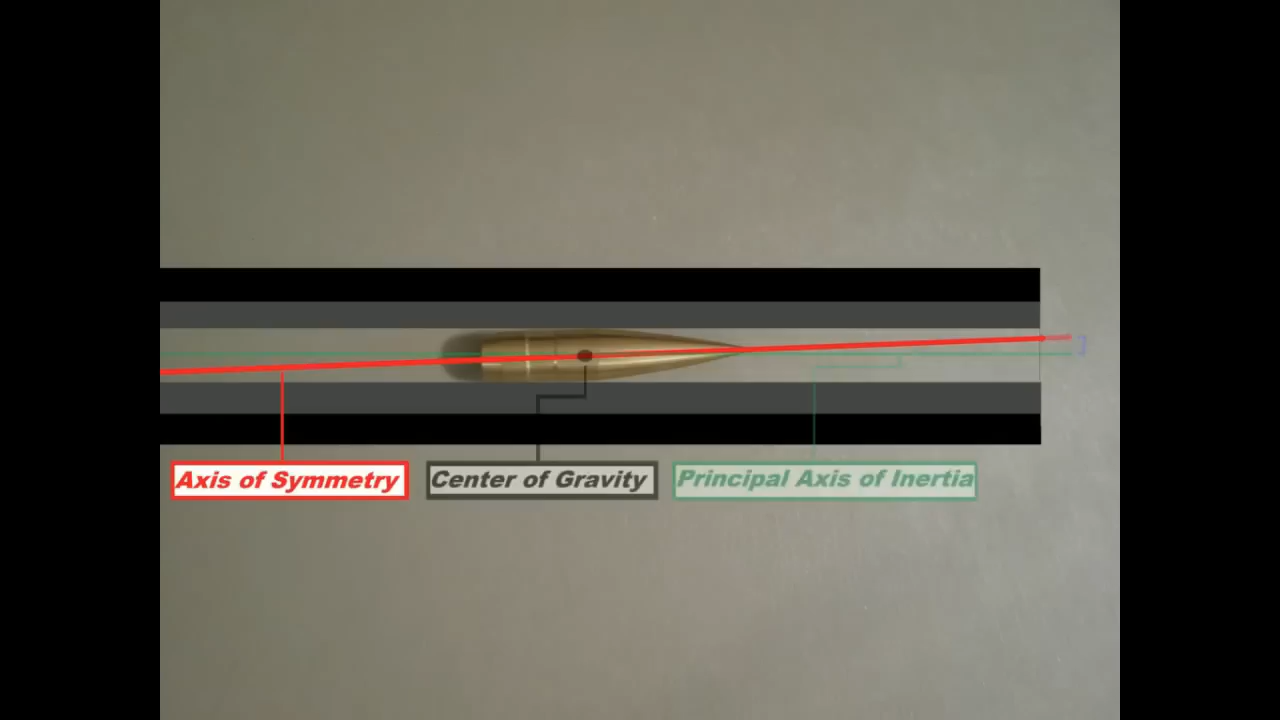 Axis of Symmetry
Center of Gravity
Principal Axis of Inertia